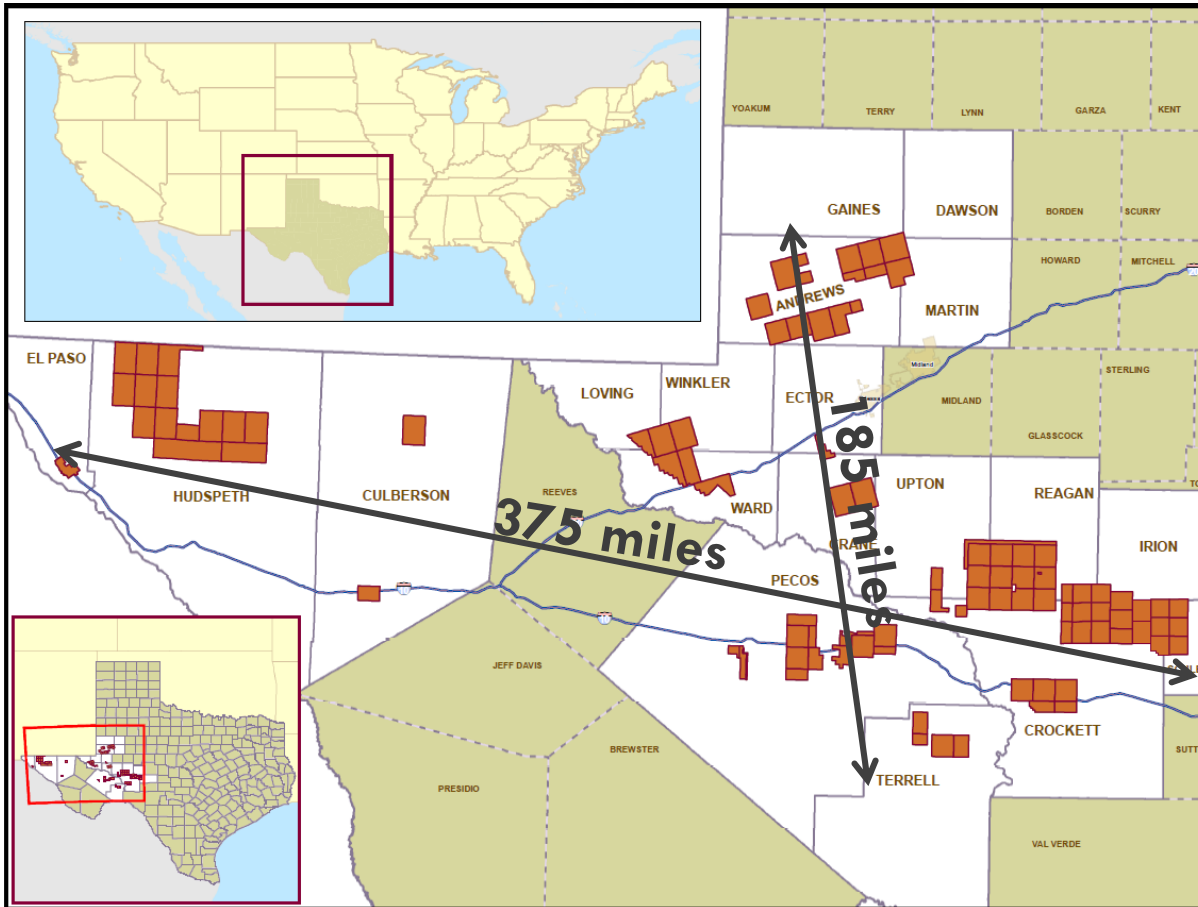 YOAKUM
TERRY
LYNN
GARZA
KENT
GAINES
DAWSON
BORDEN
SCURRY
HOWARD
MITCHELL
ANDREWS
MARTIN
EL PASO
LOVING
WINKLER
ECTOR
Midland
MIDLAND
STERLING
GLASSCOCK
HUDSPETH
CULBERSON
REEVES
WARD
UPTON
REAGAN
CRANE
IRION
375 miles
185 miles
PECOS
JEFF DAVIS
CROCKETT
BREWSTER
PRESIDIO
TERRELL
VAL VERDE